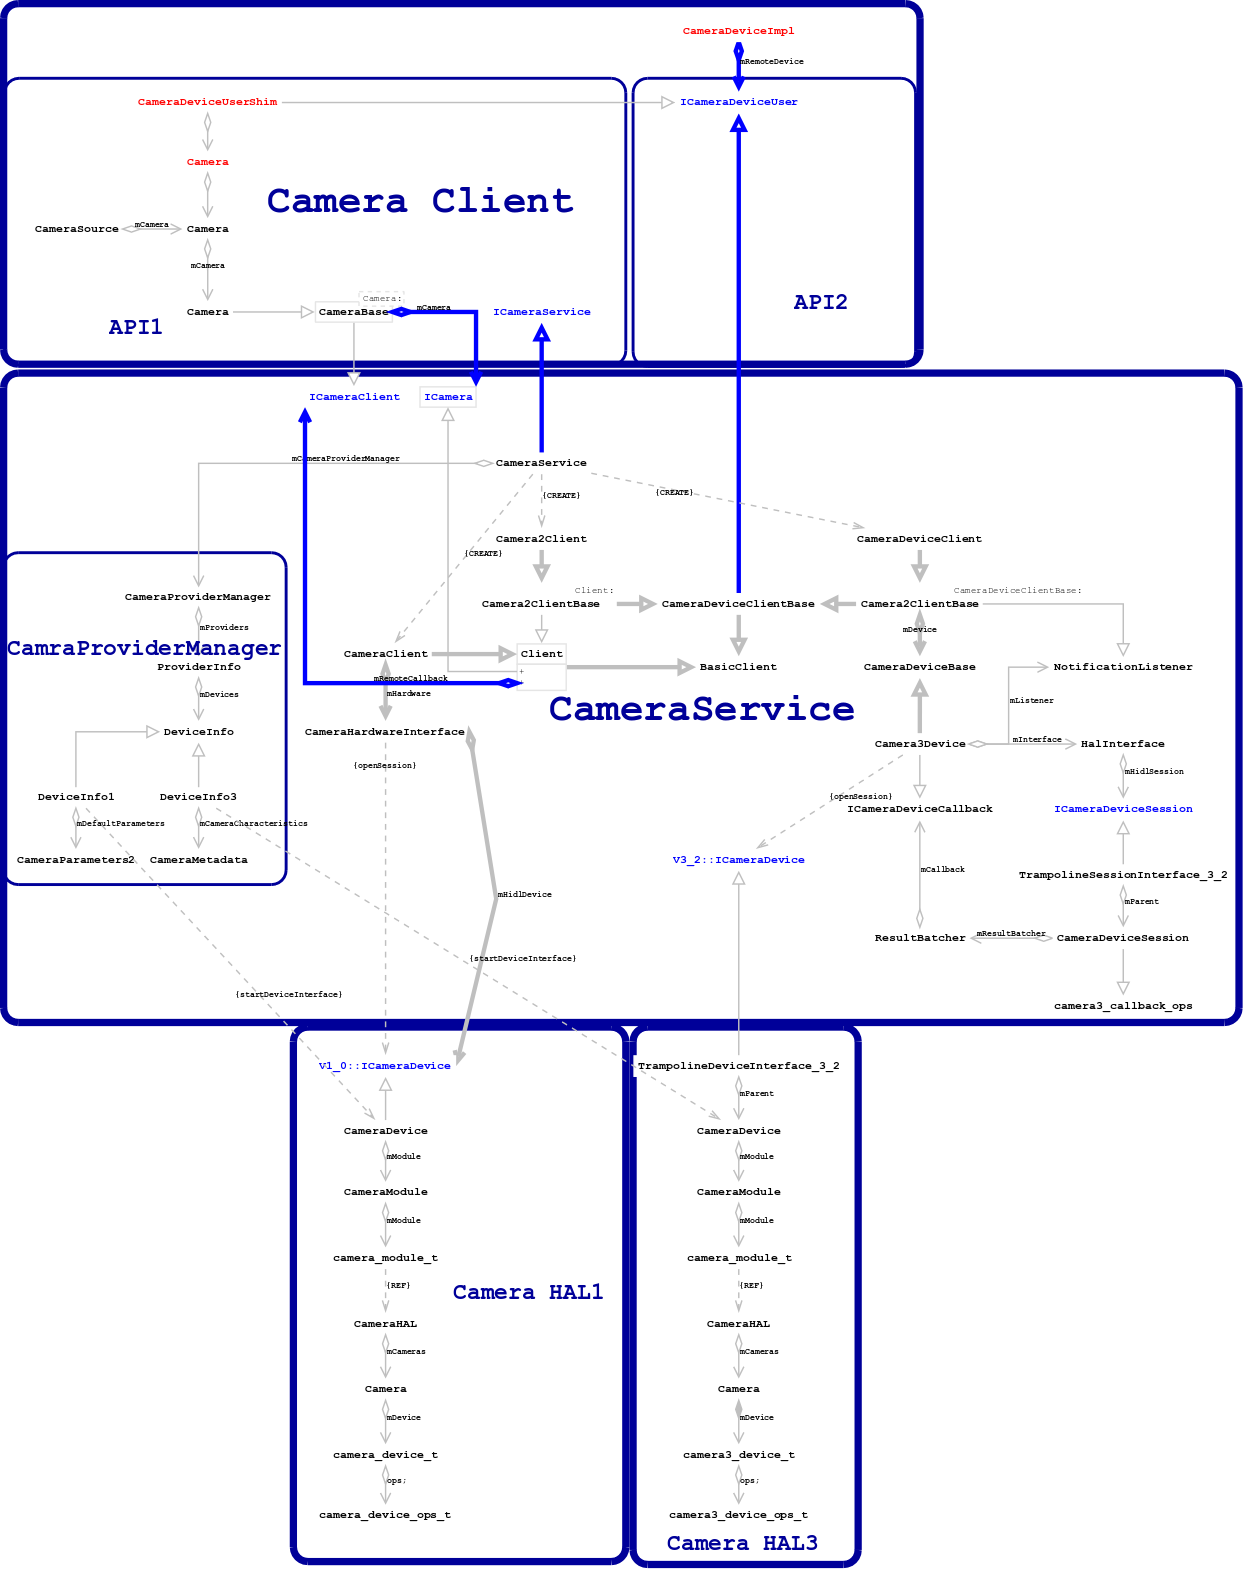 CameraDeviceImpl
mRemoteDevice
CameraDeviceUserShim
ICameraDeviceUser
Camera
Camera Client
CameraSource
mCamera
Camera
mCamera
Camera
Camera:
CameraBase
mCamera
ICameraService
API1
API2
ICameraClient
ICamera
mCameraProviderManager
CameraService
{CREATE}
{CREATE}
Camera2Client
CameraDeviceClient
{CREATE}
Client:
CameraDeviceClientBase:
CameraProviderManager
Camera2ClientBase
CameraDeviceClientBase
Camera2ClientBase
mProviders
mDevice
CamraProviderManager
CameraClient
Client
ProviderInfo
BasicClient
CameraDeviceBase
NotificationListener
+
mRemoteCallback
+
mDevices
mHardware
mListener
CameraService
DeviceInfo
CameraHardwareInterface
Camera3Device
mInterface
HalInterface
{openSession}
mHidlSession
DeviceInfo1
DeviceInfo3
{openSession}
ICameraDeviceCallback
ICameraDeviceSession
mDefaultParameters
mCameraCharacteristics
CameraParameters2
CameraMetadata
V3_2::ICameraDevice
mCallback
TrampolineSessionInterface_3_2
mHidlDevice
mParent
ResultBatcher
mResultBatcher
CameraDeviceSession
{startDeviceInterface}
{startDeviceInterface}
camera3_callback_ops
V1_0::ICameraDevice
TrampolineDeviceInterface_3_2
mParent
CameraDevice
CameraDevice
mModule
mModule
CameraModule
CameraModule
mModule
mModule
camera_module_t
camera_module_t
{REF}
{REF}
Camera HAL1
CameraHAL
CameraHAL
mCameras
mCameras
Camera
Camera
mDevice
mDevice
camera_device_t
camera3_device_t
ops;
ops;
camera_device_ops_t
camera3_device_ops_t
Camera HAL3